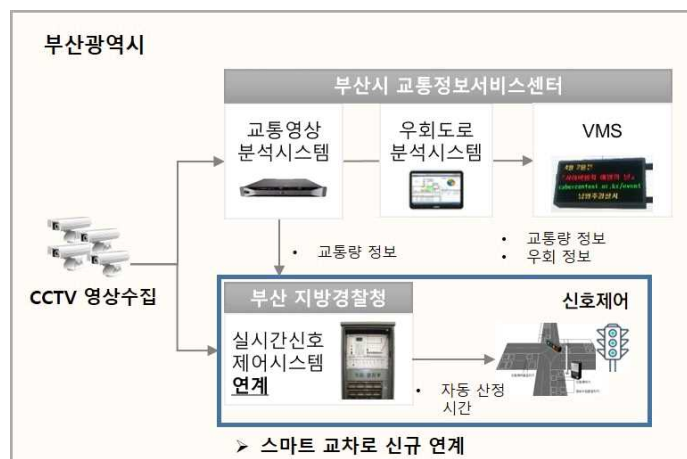 부산광역시
부산시 교통정보서비스센터
교통영상
분석시스템
우회도로
분석시스템
VMS
• 교통량 정보
• 교통량 정보
• 우회 정보
CCTV 영상수집
부산 지방경찰청
실시간신호
제어시스템
연계
신호제어
• 자동 산정
시간
➢ 스마트 교차로 신규 연계